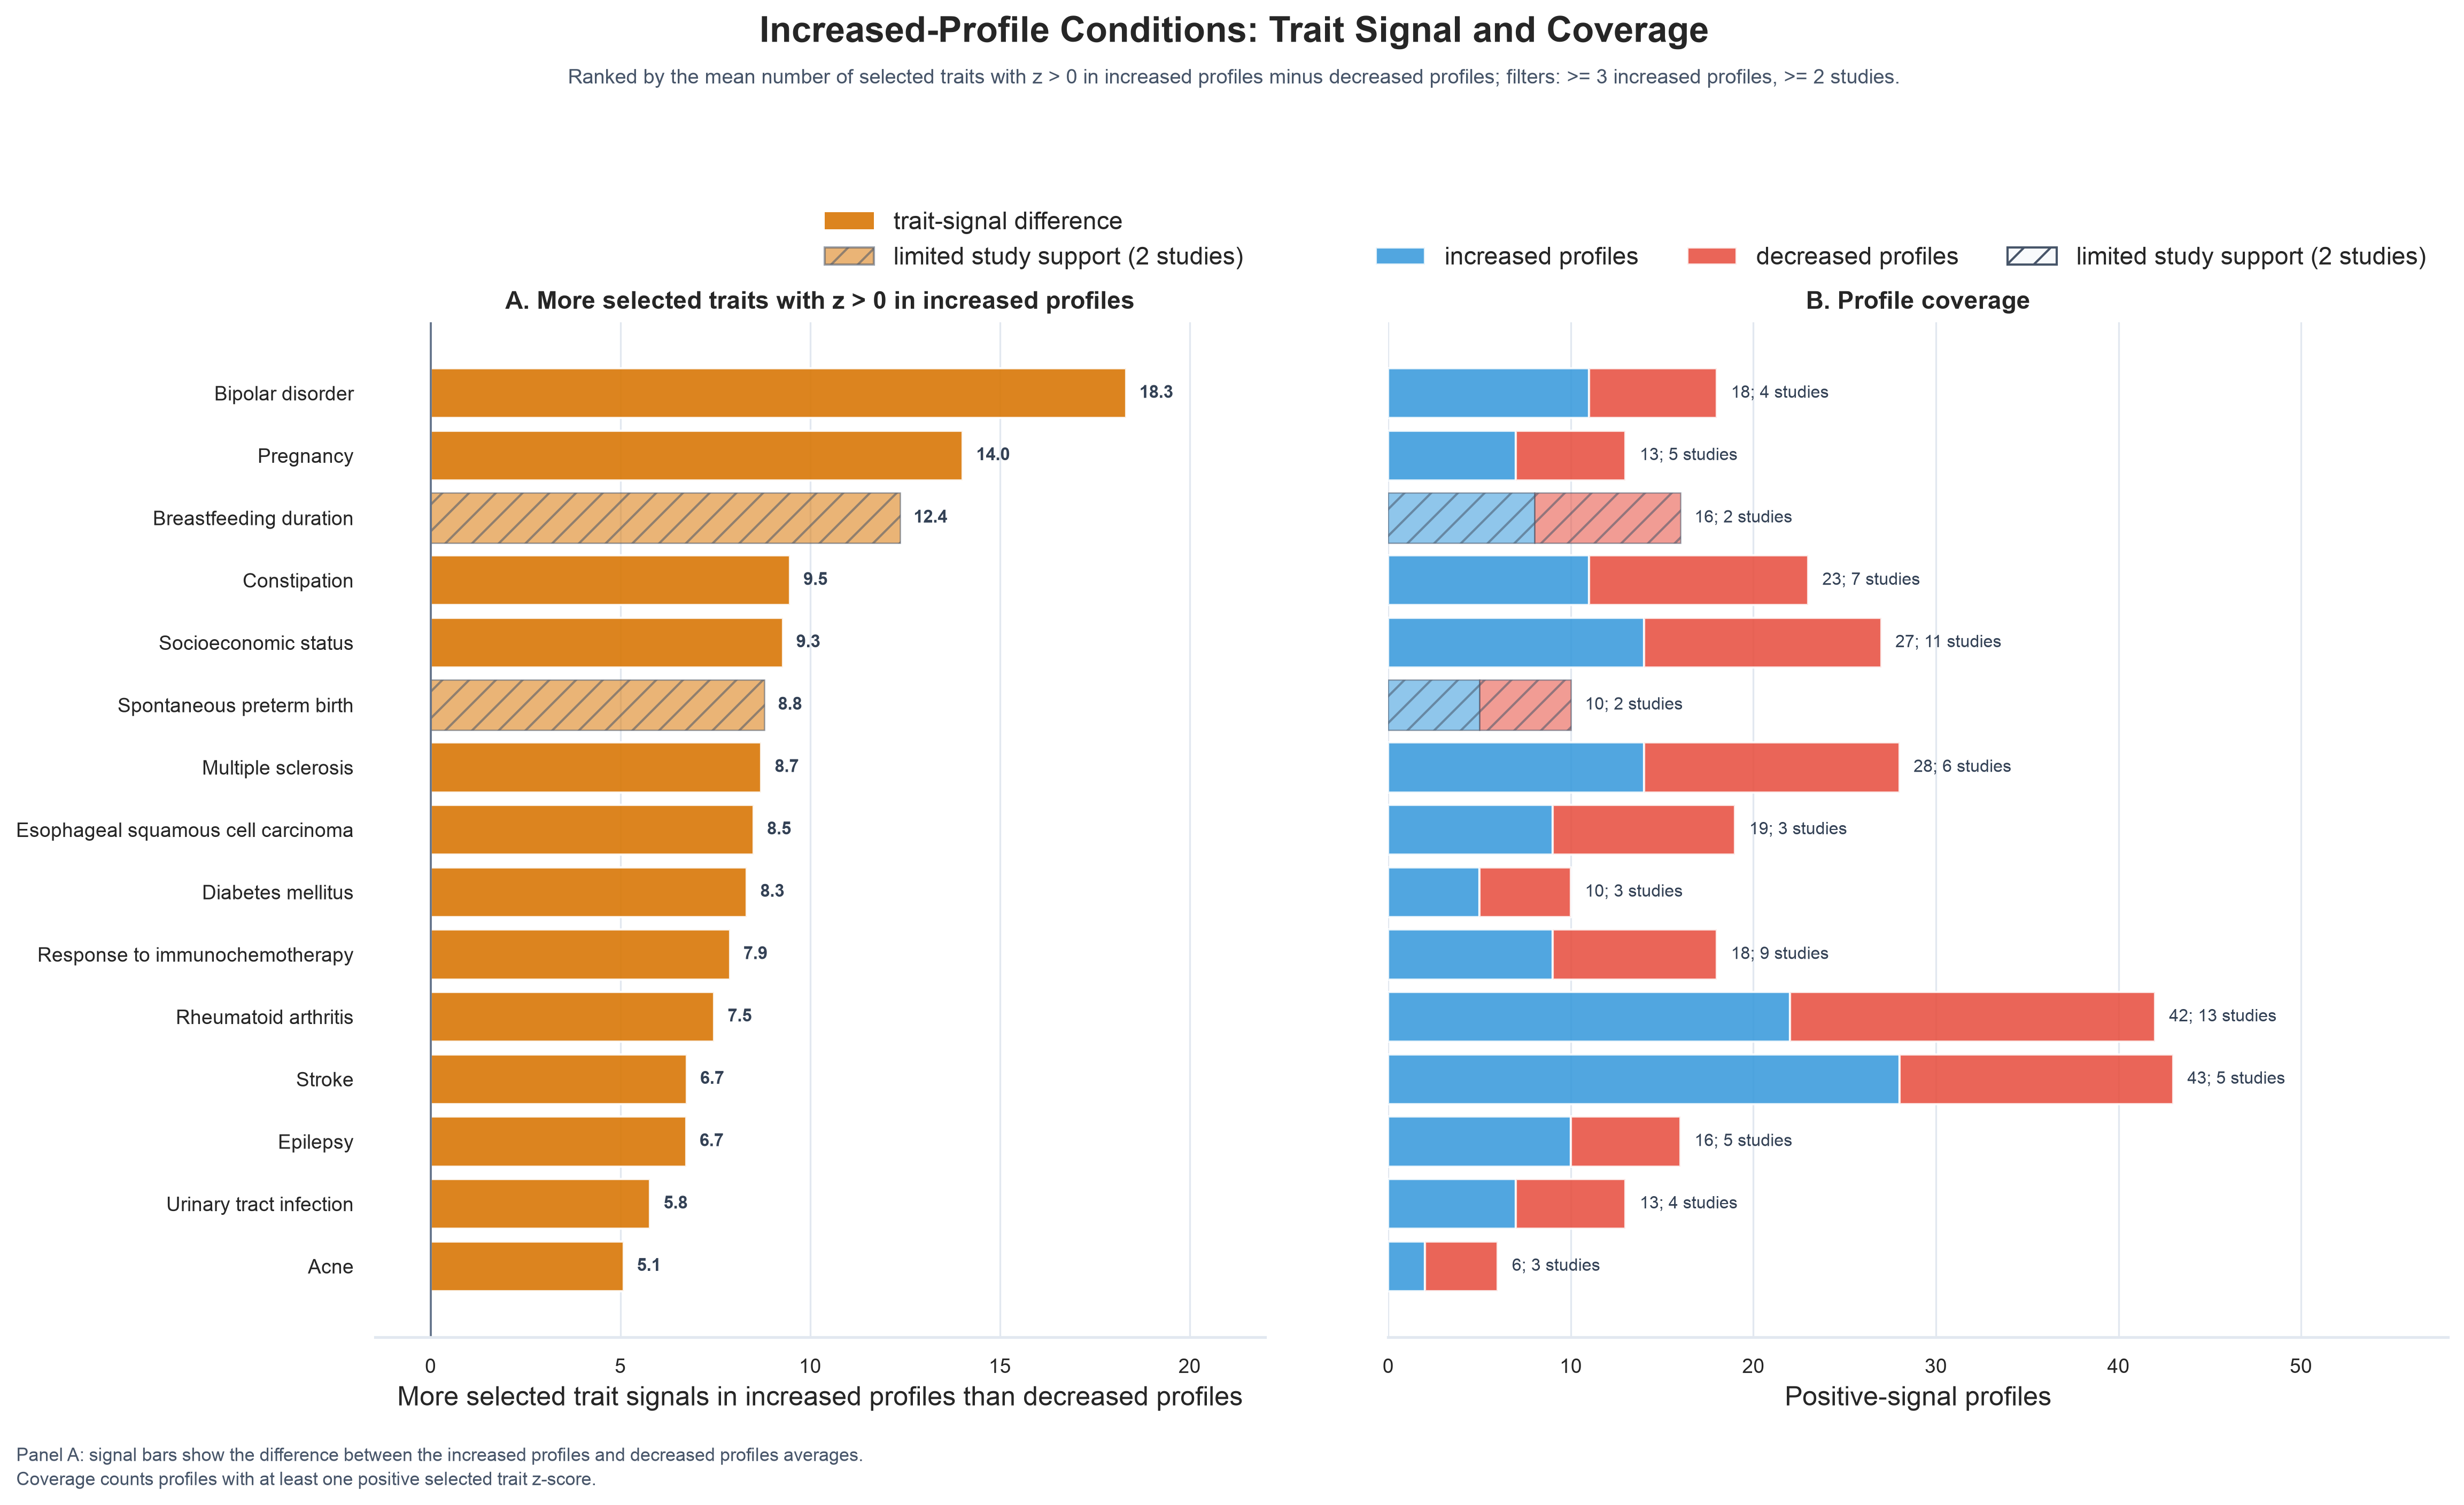 Increased-Profile Conditions: Trait Signal and Coverage
Ranked by the mean number of selected traits with z > 0 in increased profiles minus decreased profiles; filters: >= 3 increased profiles, >= 2 studies.
trait-signal difference
limited study support (2 studies)
increased profiles
decreased profiles
limited study support (2 studies)
A. More selected traits with z > 0 in increased profiles
B. Profile coverage
Bipolar disorder
18.3
18; 4 studies
Pregnancy
14.0
13; 5 studies
Breastfeeding duration
12.4
16; 2 studies
Constipation
9.5
23; 7 studies
Socioeconomic status
9.3
27; 11 studies
Spontaneous preterm birth
8.8
10; 2 studies
Multiple sclerosis
8.7
28; 6 studies
Esophageal squamous cell carcinoma
8.5
19; 3 studies
Diabetes mellitus
8.3
10; 3 studies
Response to immunochemotherapy
7.9
18; 9 studies
Rheumatoid arthritis
7.5
42; 13 studies
Stroke
6.7
43; 5 studies
Epilepsy
6.7
16; 5 studies
Urinary tract infection
5.8
13; 4 studies
Acne
5.1
6; 3 studies
0 5 10 15 20
0 10 20 30 40 50
More selected trait signals in increased profiles than decreased profiles
Positive-signal profiles
Panel A: signal bars show the difference between the increased profiles and decreased profiles averages.
Coverage counts profiles with at least one positive selected trait z-score.